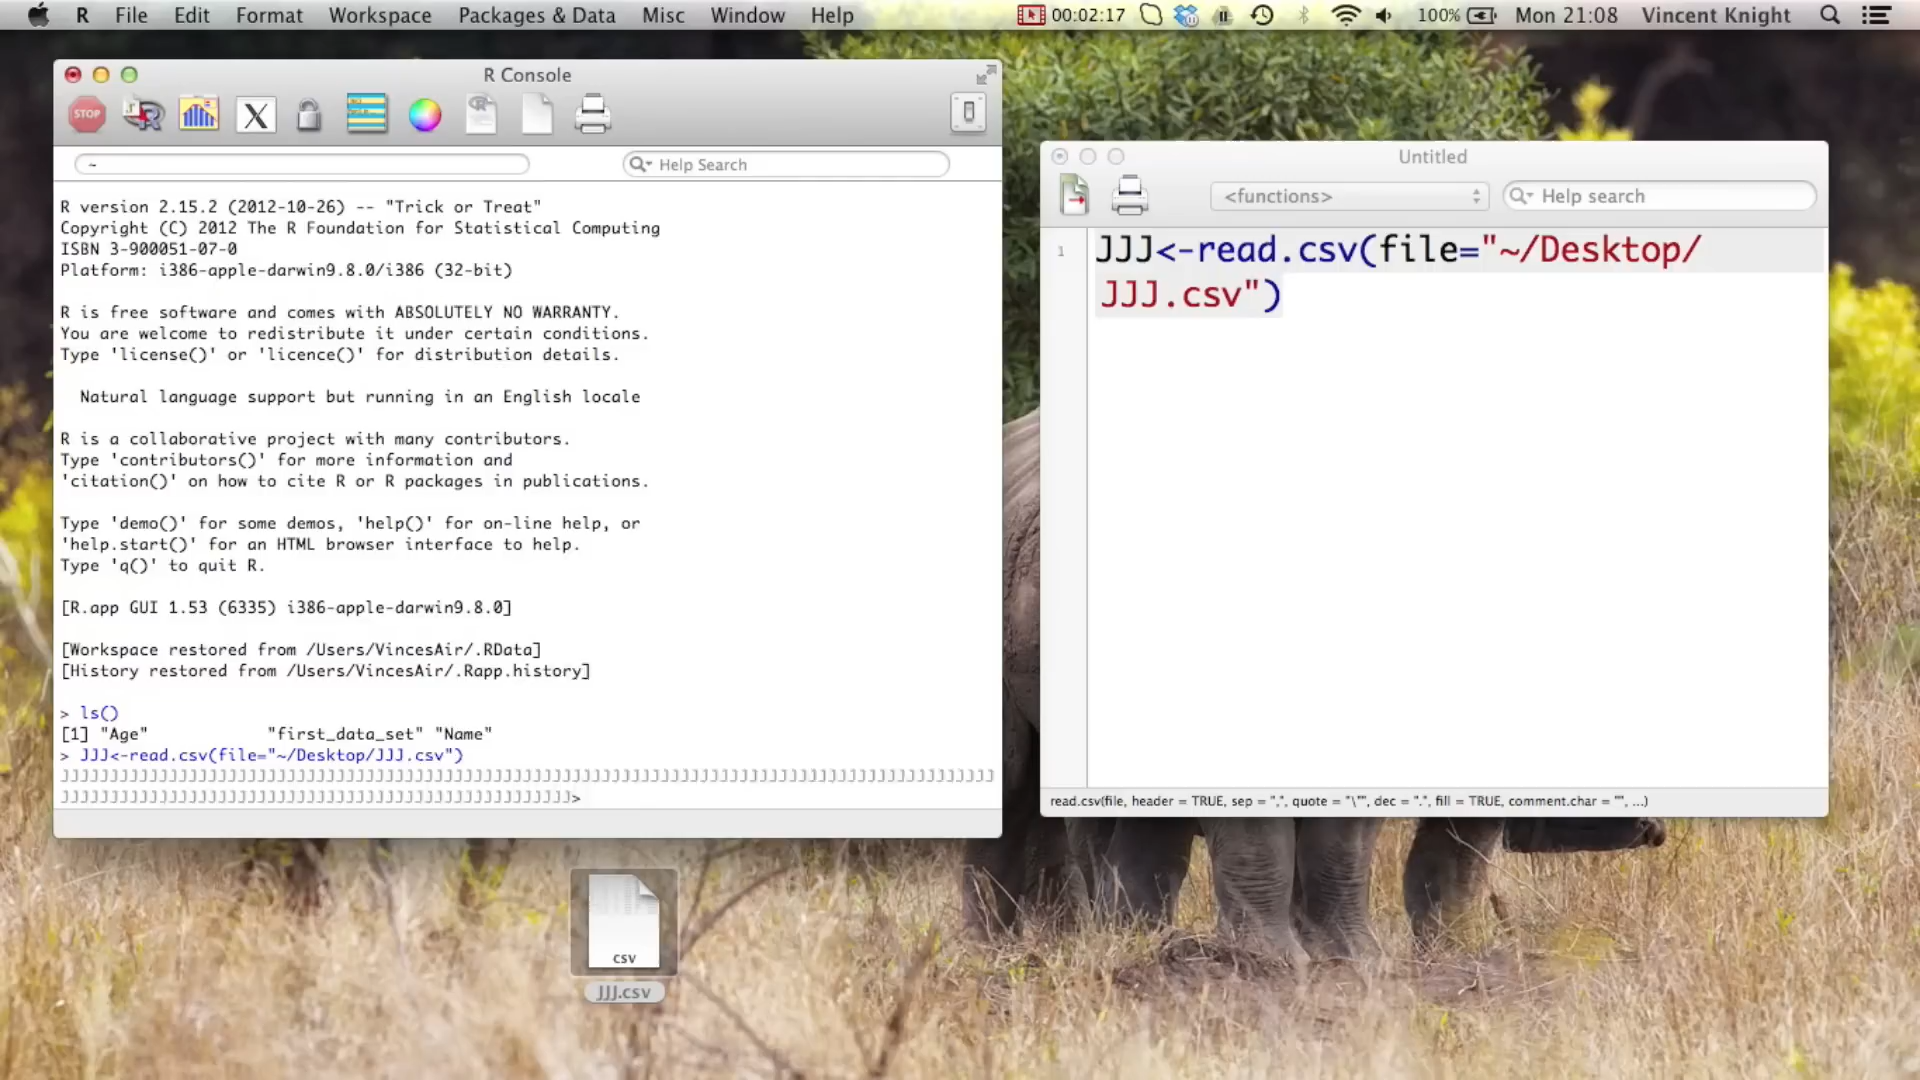 R File Edit Format Workspace Packages & Data Misc Window Help 00:02:17 100% Mon 21:08 Vincent Knight
R Console
STOP
~
Help Search
R version 2.15.2 (2012-10-26) -- "Trick or Treat"
Copyright (C) 2012 The R Foundation for Statistical Computing
ISBN 3-900051-07-0
Platform: i386-apple-darwin9.8.0/i386 (32-bit)
R is free software and comes with ABSOLUTELY NO WARRANTY.
You are welcome to redistribute it under certain conditions.
Type 'license()' or 'licence()' for distribution details.
Natural language support but running in an English locale
R is a collaborative project with many contributors.
Type 'contributors()' for more information and
'citation()' on how to cite R or R packages in publications.
Type 'demo()' for some demos, 'help()' for on-line help, or
'help.start()' for an HTML browser interface to help.
Type 'q()' to quit R.
[R.app GUI 1.53 (6335) i386-apple-darwin9.8.0]
[Workspace restored from /Users/VincesAir/.RData]
[History restored from /Users/VincesAir/.Rapp.history]
> ls()
[1] "Age" "first_data_set" "Name"
> JJJ<-read.csv(file="~/Desktop/JJJ.csv")
>
Untitled
<functions>
Help search
1 JJJ<-read.csv(file="~/Desktop/
JJJ.csv")
read.csv(file, header = TRUE, sep = ",", quote = "\"", dec = ".", fill = TRUE, comment.char = "", ...)
csv
JJJ.csv